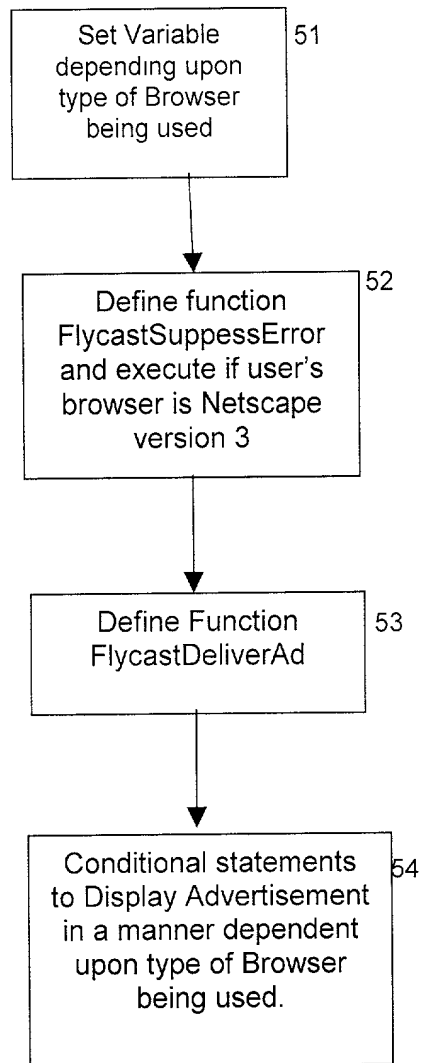 Set Variable
depending upon
type of Browser
being used
51
Define function
FlycastSuppessError
and execute if user's
browser is Netscape
version 3
52
Define Function
FlycastDeliverAd
53
Conditional statements
to Display Advertisement
in a manner dependent
upon type of Browser
being used.
54